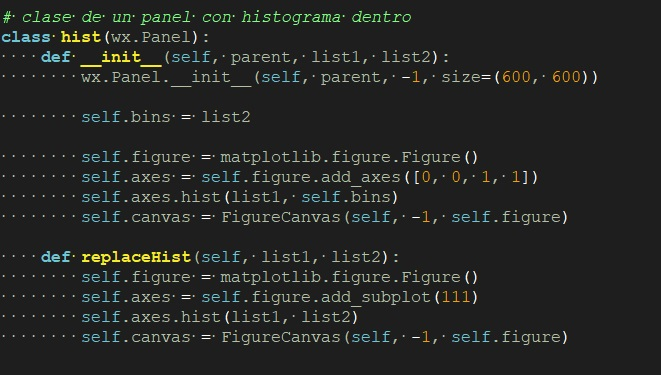 # clase de un panel con histograma dentro
class hist(wx.Panel):
    def __init__(self, parent, list1, list2):
        wx.Panel.__init__(self, parent, -1, size=(600, 600))

        self.bins = list2

        self.figure = matplotlib.figure.Figure()
        self.axes = self.figure.add_axes([0, 0, 1, 1])
        self.axes.hist(list1, self.bins)
        self.canvas = FigureCanvas(self, -1, self.figure)

    def replaceHist(self, list1, list2):
        self.figure = matplotlib.figure.Figure()
        self.axes = self.figure.add_subplot(111)
        self.axes.hist(list1, list2)
        self.canvas = FigureCanvas(self, -1, self.figure)